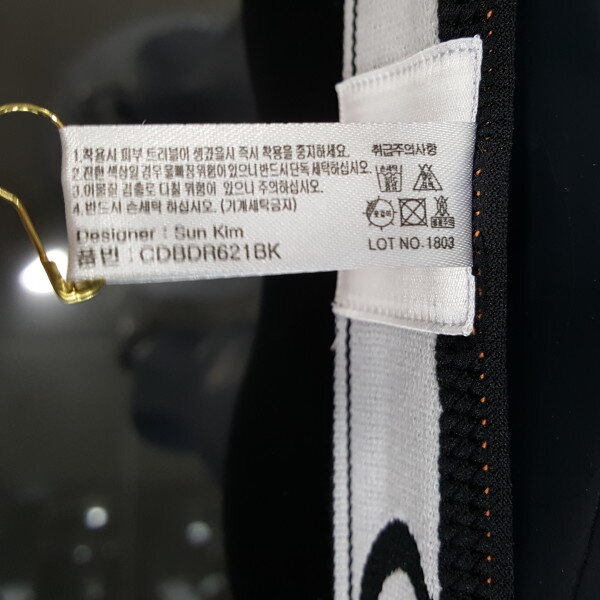 1.착용시 피부 트러블이 생겼을시 즉시 착용을 중지하세요.
2.진한 색상일 경우 물빠짐위험이 있으니 반드시 단독세탁하십시오.
3.이물질 검출로 다칠 위험이 있으니 주의하십시오.
4.반드시 손세탁 하십시오. (기계세탁금지)
Designer : Sun Kim
품번 : CDBDR621BK
취급주의사항
LOT NO.1803